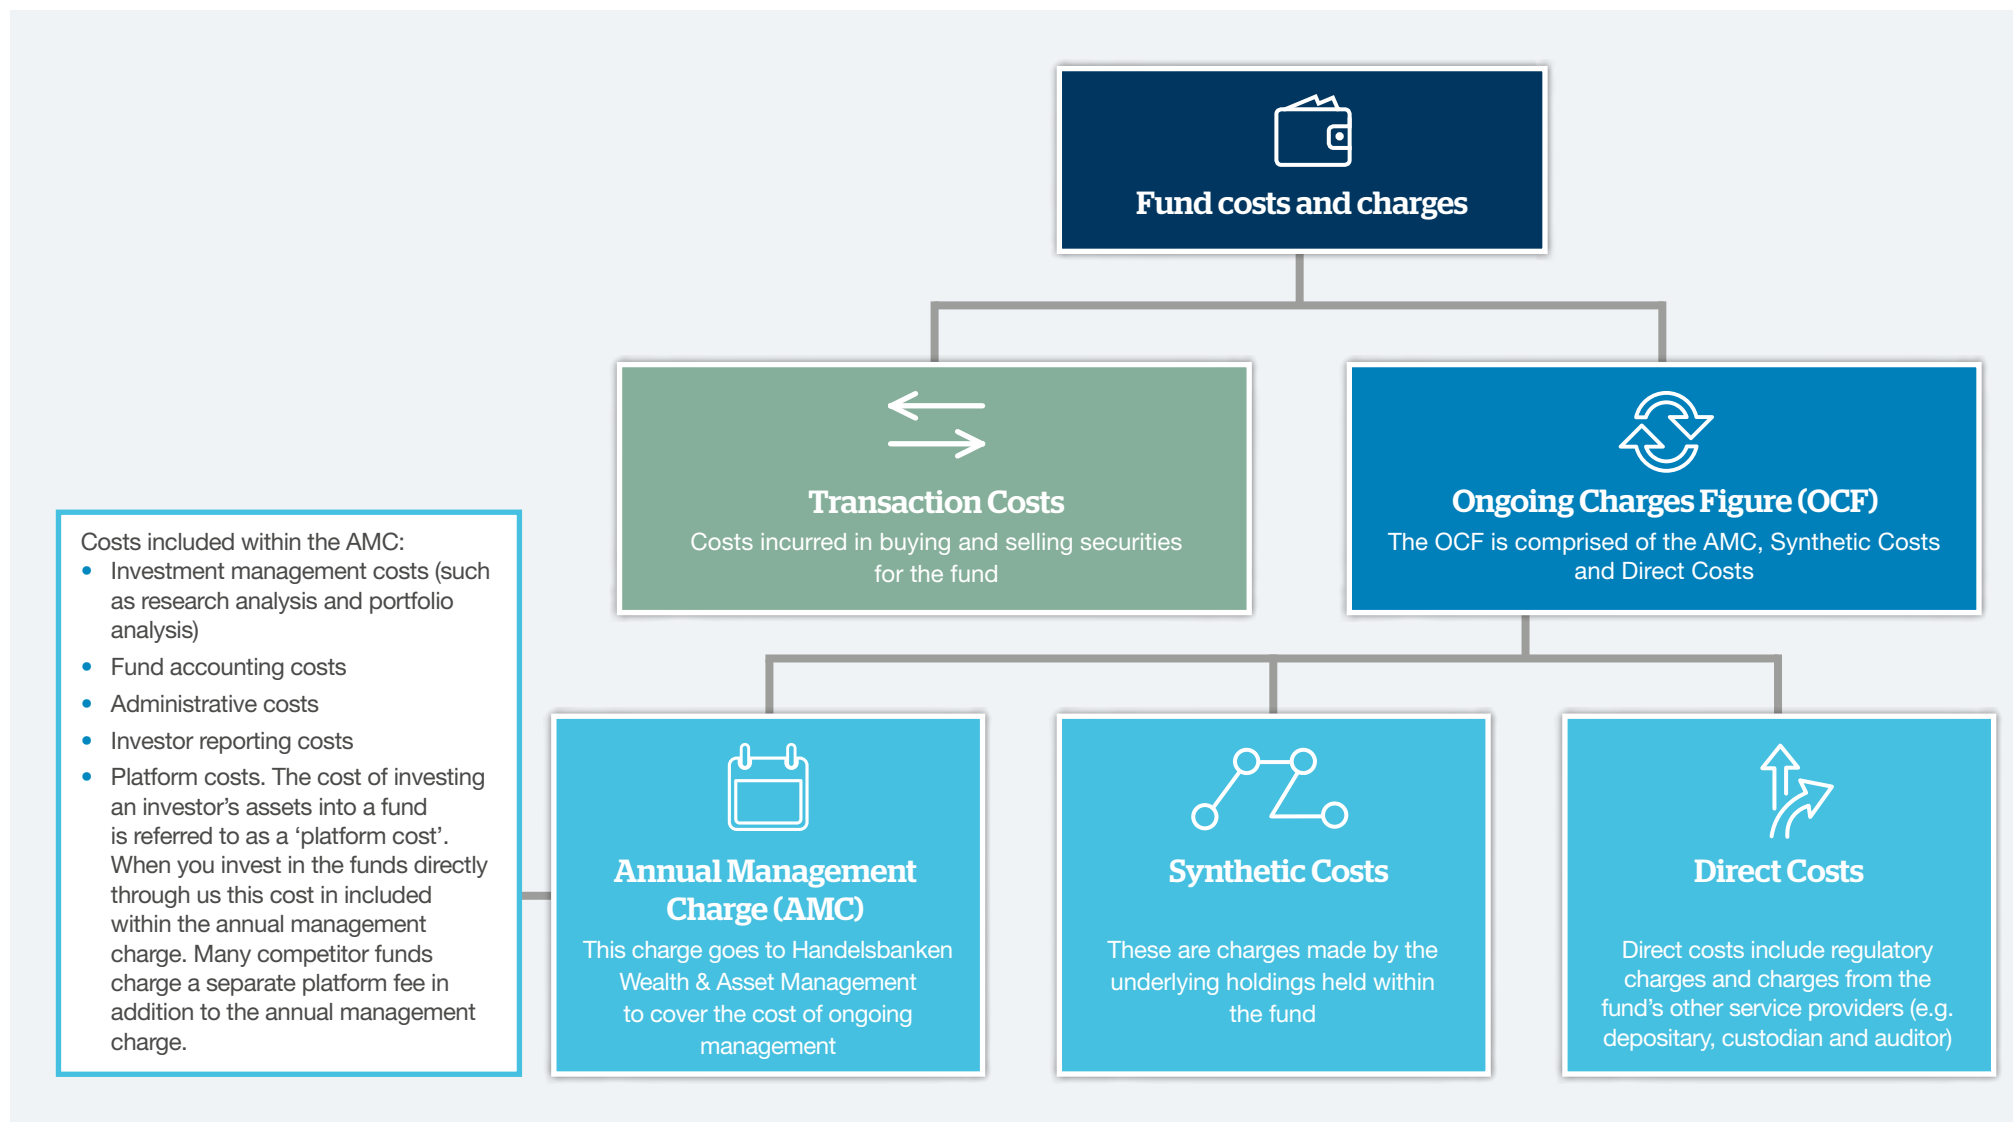 Fund costs and charges
Transaction Costs
Costs incurred in buying and selling securities
for the fund
Ongoing Charges Figure (OCF)
The OCF is comprised of the AMC, Synthetic Costs
and Direct Costs
Costs included within the AMC:
• Investment management costs (such
as research analysis and portfolio
analysis)
• Fund accounting costs
• Administrative costs
• Investor reporting costs
• Platform costs. The cost of investing
an investor’s assets into a fund
is referred to as a ‘platform cost’.
When you invest in the funds directly
through us this cost in included
within the annual management
charge. Many competitor funds
charge a separate platform fee in
addition to the annual management
charge.
Annual Management
Charge (AMC)
This charge goes to Handelsbanken
Wealth & Asset Management
to cover the cost of ongoing
management
Synthetic Costs
These are charges made by the
underlying holdings held within
the fund
Direct Costs
Direct costs include regulatory
charges and charges from the
fund’s other service providers (e.g.
depositary, custodian and auditor)